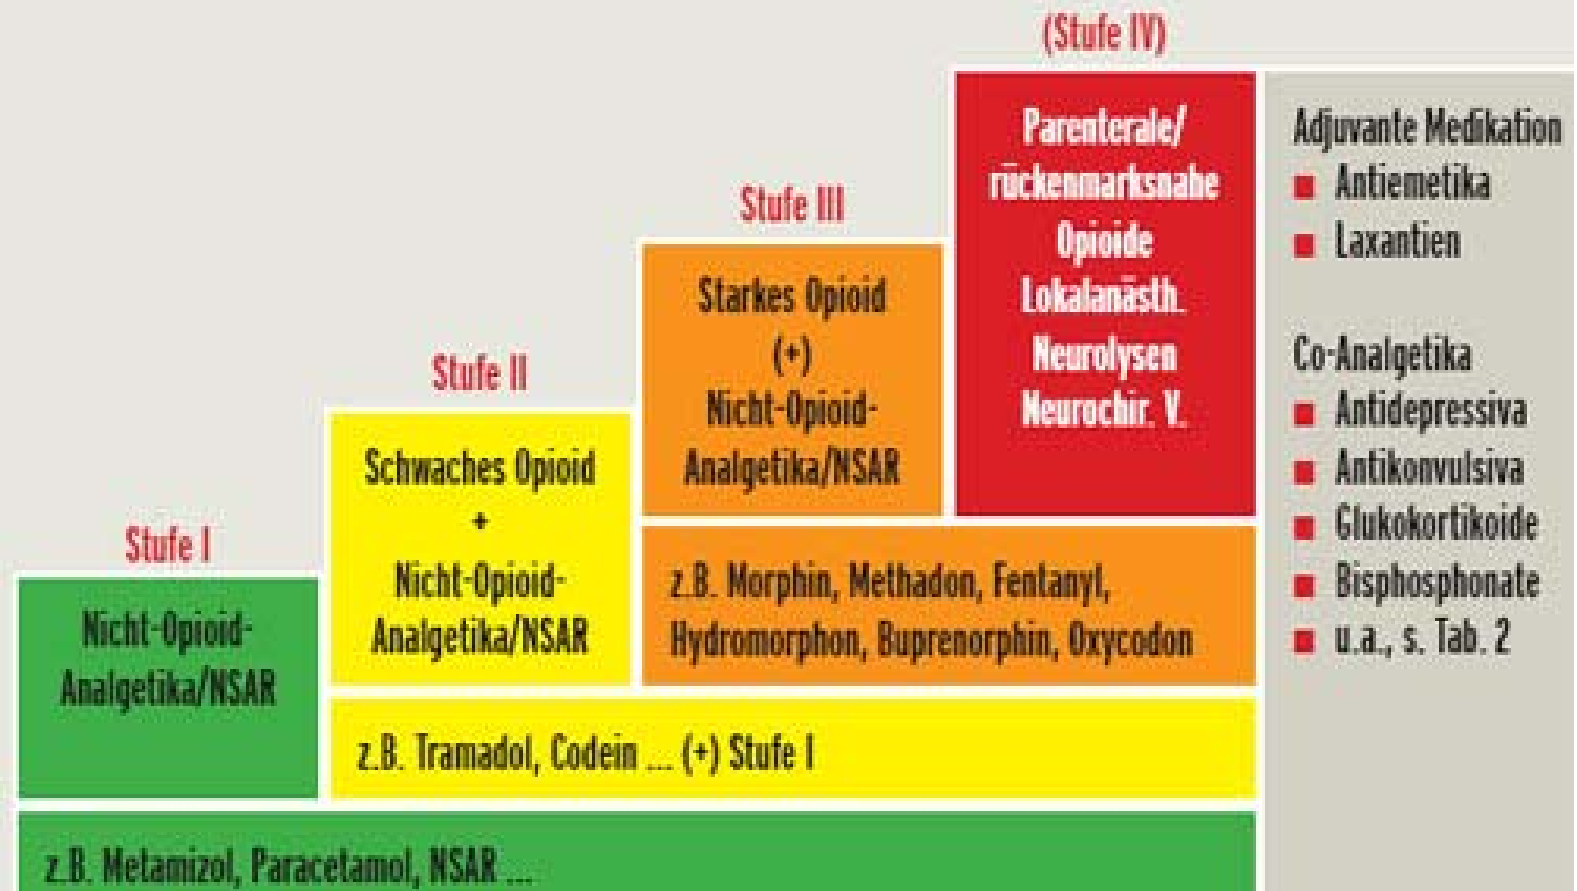 (Stufe IV)
Parenterale/
rückenmarksnahe
Opioide
Lokalanästh.
Neurolysen
Neurochir. V.
Stufe III
Starkes Opioid
(+)
Nicht-Opioid-
Analgetika/NSAR
Stufe II
Schwaches Opioid
+
Nicht-Opioid-
Analgetika/NSAR
Stufe I
Nicht-Opioid-
Analgetika/NSAR
z.B. Morphin, Methadon, Fentanyl,
Hydromorphon, Buprenorphin, Oxycodon
z.B. Tramadol, Codein ... (+) Stufe I
z.B. Metamizol, Paracetamol, NSAR ...
Adjuvante Medikation
Antiemetika
Laxantien
Co-Analgetika
Antidepressiva
Antikonvulsiva
Glukokortikoide
Bisphosphonate
u.a., s. Tab. 2